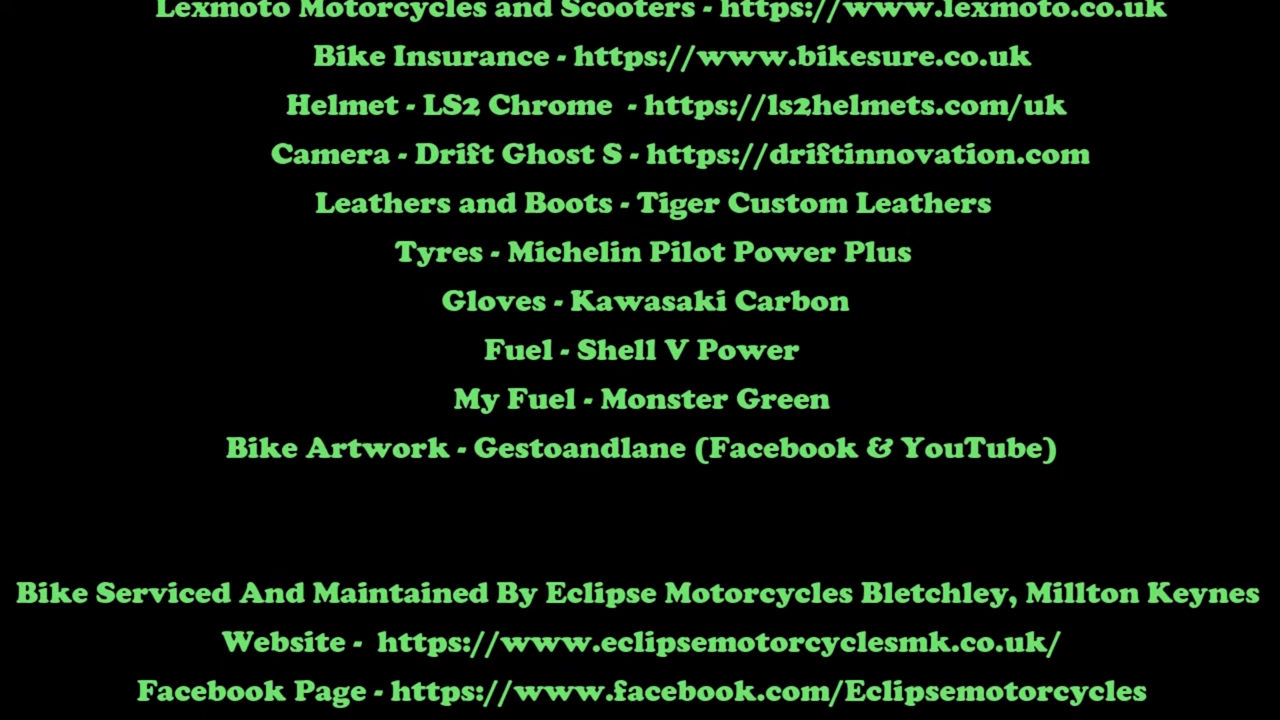 Lexmoto Motorcycles and Scooters - https://www.lexmoto.co.uk
Bike Insurance - https://www.bikesure.co.uk
Helmet - LS2 Chrome  - https://ls2helmets.com/uk
Camera - Drift Ghost S - https://driftinnovation.com
Leathers and Boots - Tiger Custom Leathers
Tyres - Michelin Pilot Power Plus
Gloves - Kawasaki Carbon
Fuel - Shell V Power
My Fuel - Monster Green
Bike Artwork - Gestoandlane (Facebook & YouTube)
Bike Serviced And Maintained By Eclipse Motorcycles Bletchley, Millton Keynes
Website -  https://www.eclipsemotorcyclesmk.co.uk/
Facebook Page - https://www.facebook.com/Eclipsemotorcycles